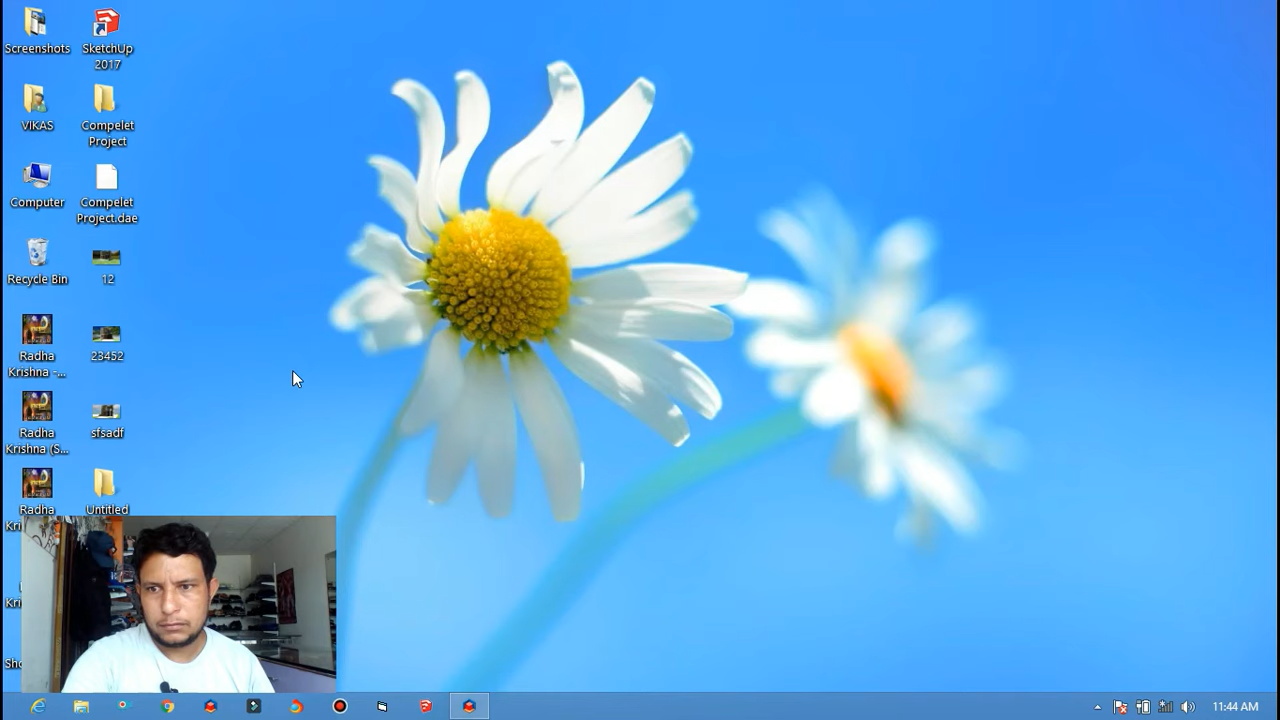 Screenshots
SketchUp
2017
VIKAS
Compelet
Project
Computer
Compelet
Project.dae
Recycle Bin
12
Radha
Krishna -...
23452
Radha
Krishna (S...
sfsadf
Radha
Untitled
11:44 AM